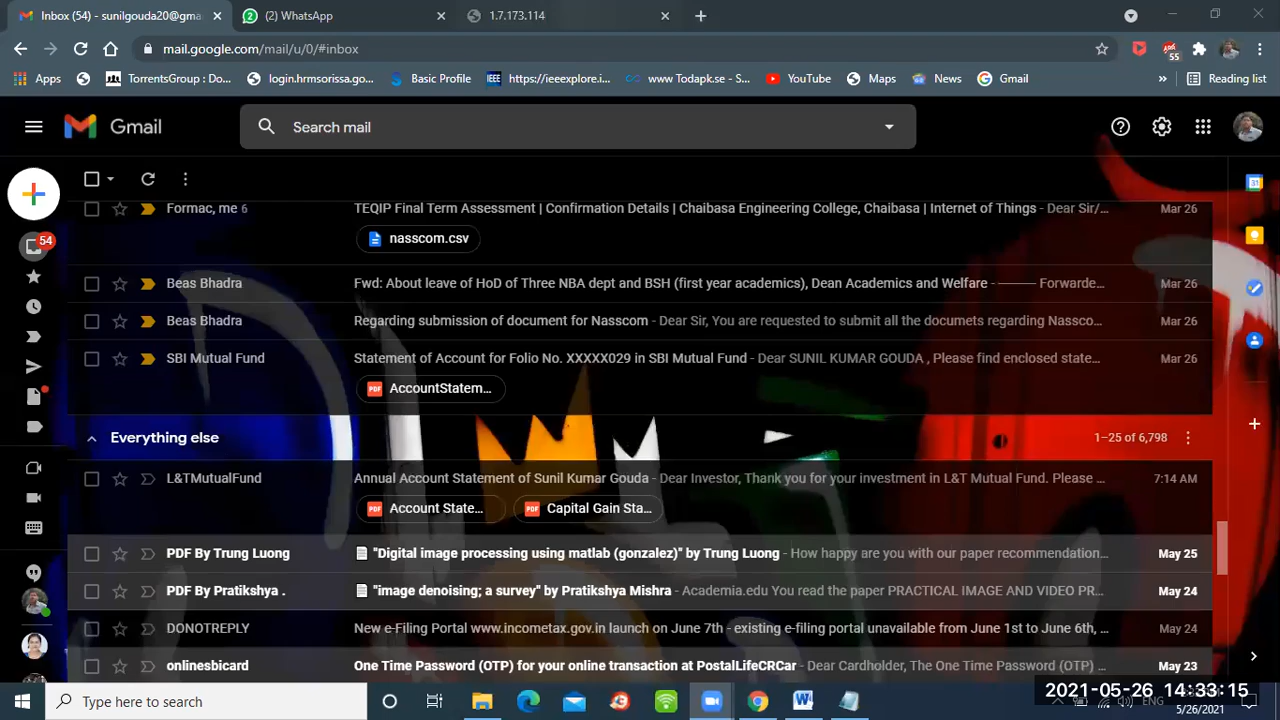 Inbox (54) - sunilgouda20@gma
(2) WhatsApp
1.7.173.114
mail.google.com/mail/u/0/#inbox
55
Apps
TorrentsGroup : Do...
login.hrmsorissa.go...
Basic Profile
IEEE
https://ieeexplore.i...
www Todapk.se - S...
YouTube
Maps
News
Gmail
»
Reading list
Gmail
Search mail
31
54
Formac, me 6
TEQIP Final Term Assessment | Confirmation Details | Chaibasa Engineering College, Chaibasa | Internet of Things - Dear Sir/...
Mar 26
nasscom.csv
Beas Bhadra
Fwd: About leave of HoD of Three NBA dept and BSH (first year academics), Dean Academics and Welfare - ——— Forwarde...
Mar 26
Beas Bhadra
Regarding submission of document for Nasscom - Dear Sir, You are requested to submit all the documets regarding Nassco...
Mar 26
SBI Mutual Fund
Statement of Account for Folio No. XXXXX029 in SBI Mutual Fund - Dear SUNIL KUMAR GOUDA , Please find enclosed state...
Mar 26
PDF AccountStatem...
Everything else
1–25 of 6,798
L&TMutualFund
Annual Account Statement of Sunil Kumar Gouda - Dear Investor, Thank you for your investment in L&T Mutual Fund. Please ...
7:14 AM
PDF Account State...
PDF Capital Gain Sta...
PDF By Trung Luong
"Digital image processing using matlab (gonzalez)" by Trung Luong - How happy are you with our paper recommendation...
May 25
PDF By Pratikshya .
"image denoising; a survey" by Pratikshya Mishra - Academia.edu You read the paper PRACTICAL IMAGE AND VIDEO PR...
May 24
DONOTREPLY
New e-Filing Portal www.incometax.gov.in launch on June 7th - existing e-filing portal unavailable from June 1st to June 6th, ...
May 24
onlinesbicard
One Time Password (OTP) for your online transaction at PostalLifeCRCar - Dear Cardholder, The One Time Password (OTP) ...
May 23
Type here to search
2021-05-26 14:33:15
ENG
5/26/2021